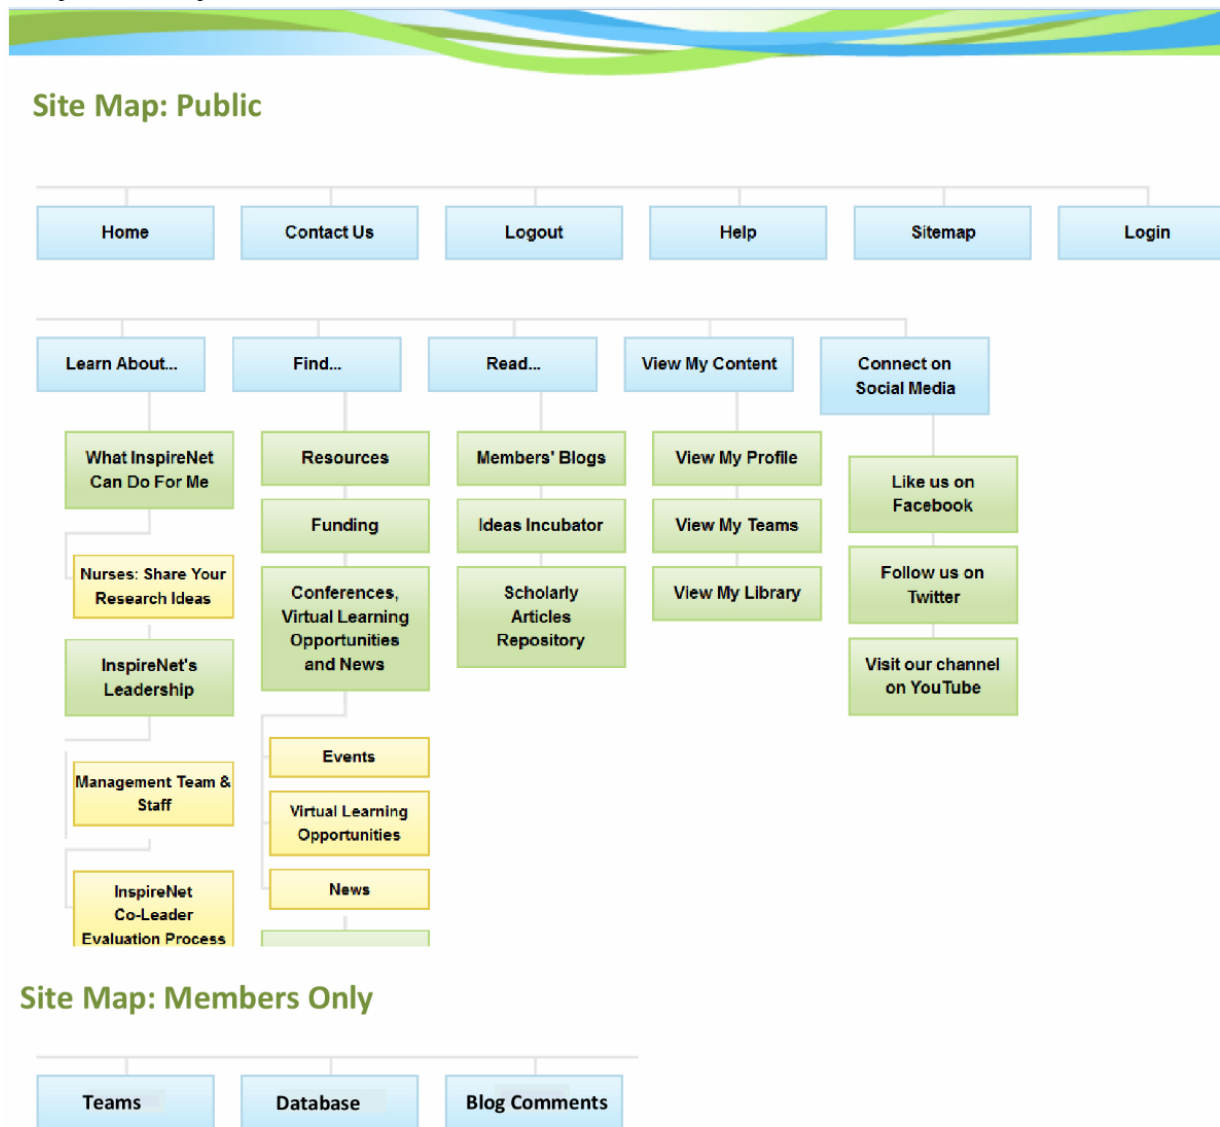 Site Map: Public
Home
Contact Us
Logout
Help
Sitemap
Login
Learn About...
Find...
Read...
View My Content
Connect on
Social Media
What InspireNet
Can Do For Me
Nurses: Share Your
Research Ideas
InspireNet's
Leadership
Management Team &
Staff
InspireNet
Co-Leader
Evaluation Process
Resources
Funding
Conferences,
Virtual Learning
Opportunities
and News
Events
Virtual Learning
Opportunities
News
Members' Blogs
Ideas Incubator
Scholarly
Articles
Repository
View My Profile
View My Teams
View My Library
Like us on
Facebook
Follow us on
Twitter
Visit our channel
on YouTube
Site Map: Members Only
Teams
Database
Blog Comments